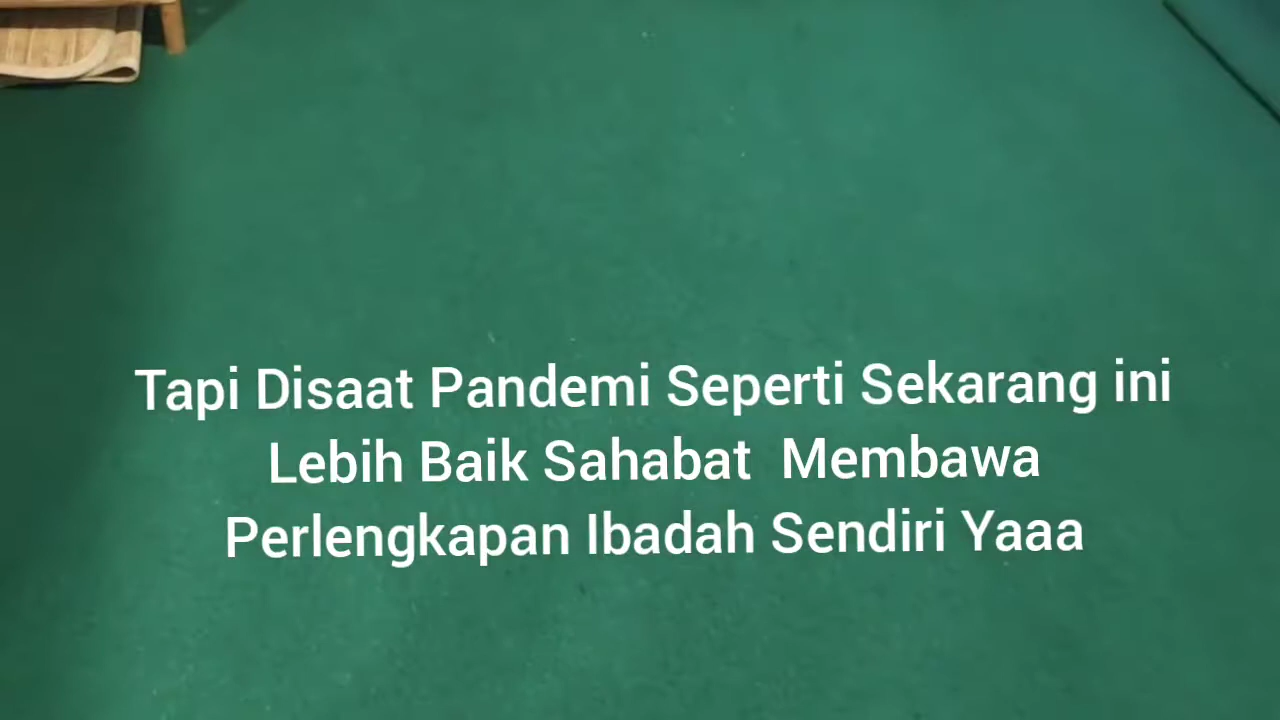 Tapi Disaat Pandemi Seperti Sekarang ini
Lebih Baik Sahabat  Membawa
Perlengkapan Ibadah Sendiri Yaaa